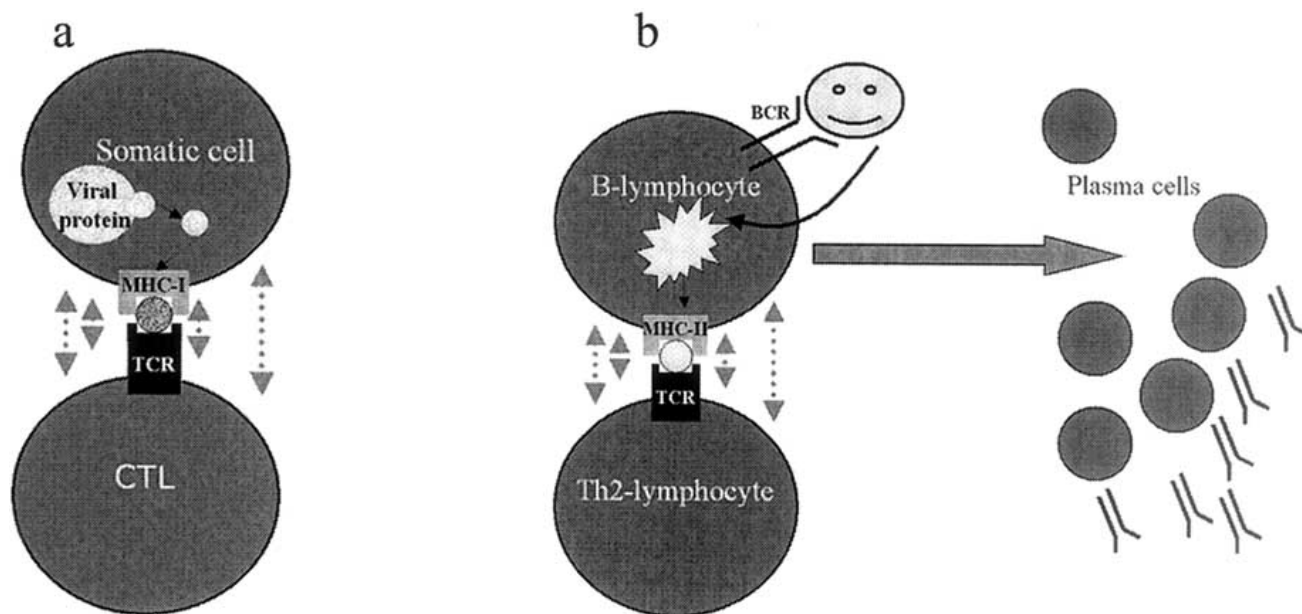 a
Somatic cell
Viral
protein
MHC-I
TCR
CTL
b
BCR
B-lymphocyte
MHC-II
TCR
Th2-lymphocyte
Plasma cells